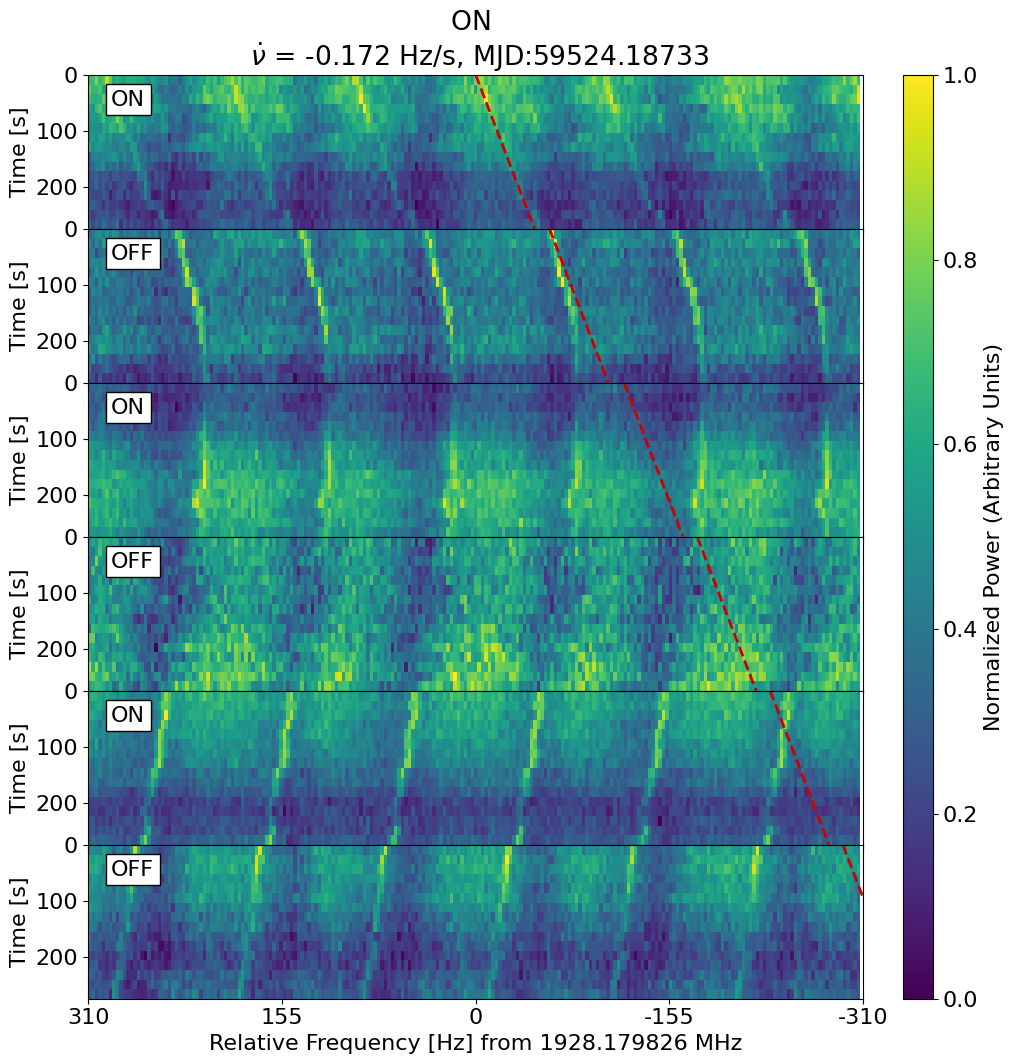 ON
ν̇ = -0.172 Hz/s, MJD:59524.18733
0
100
200
Time [s]
ON
0
100
200
Time [s]
OFF
0
100
200
Time [s]
ON
0
100
200
Time [s]
OFF
0
100
200
Time [s]
ON
0
100
200
Time [s]
OFF
310 155 0 -155 -310
Relative Frequency [Hz] from 1928.179826 MHz
1.0
0.8
0.6
0.4
0.2
0.0
Normalized Power (Arbitrary Units)